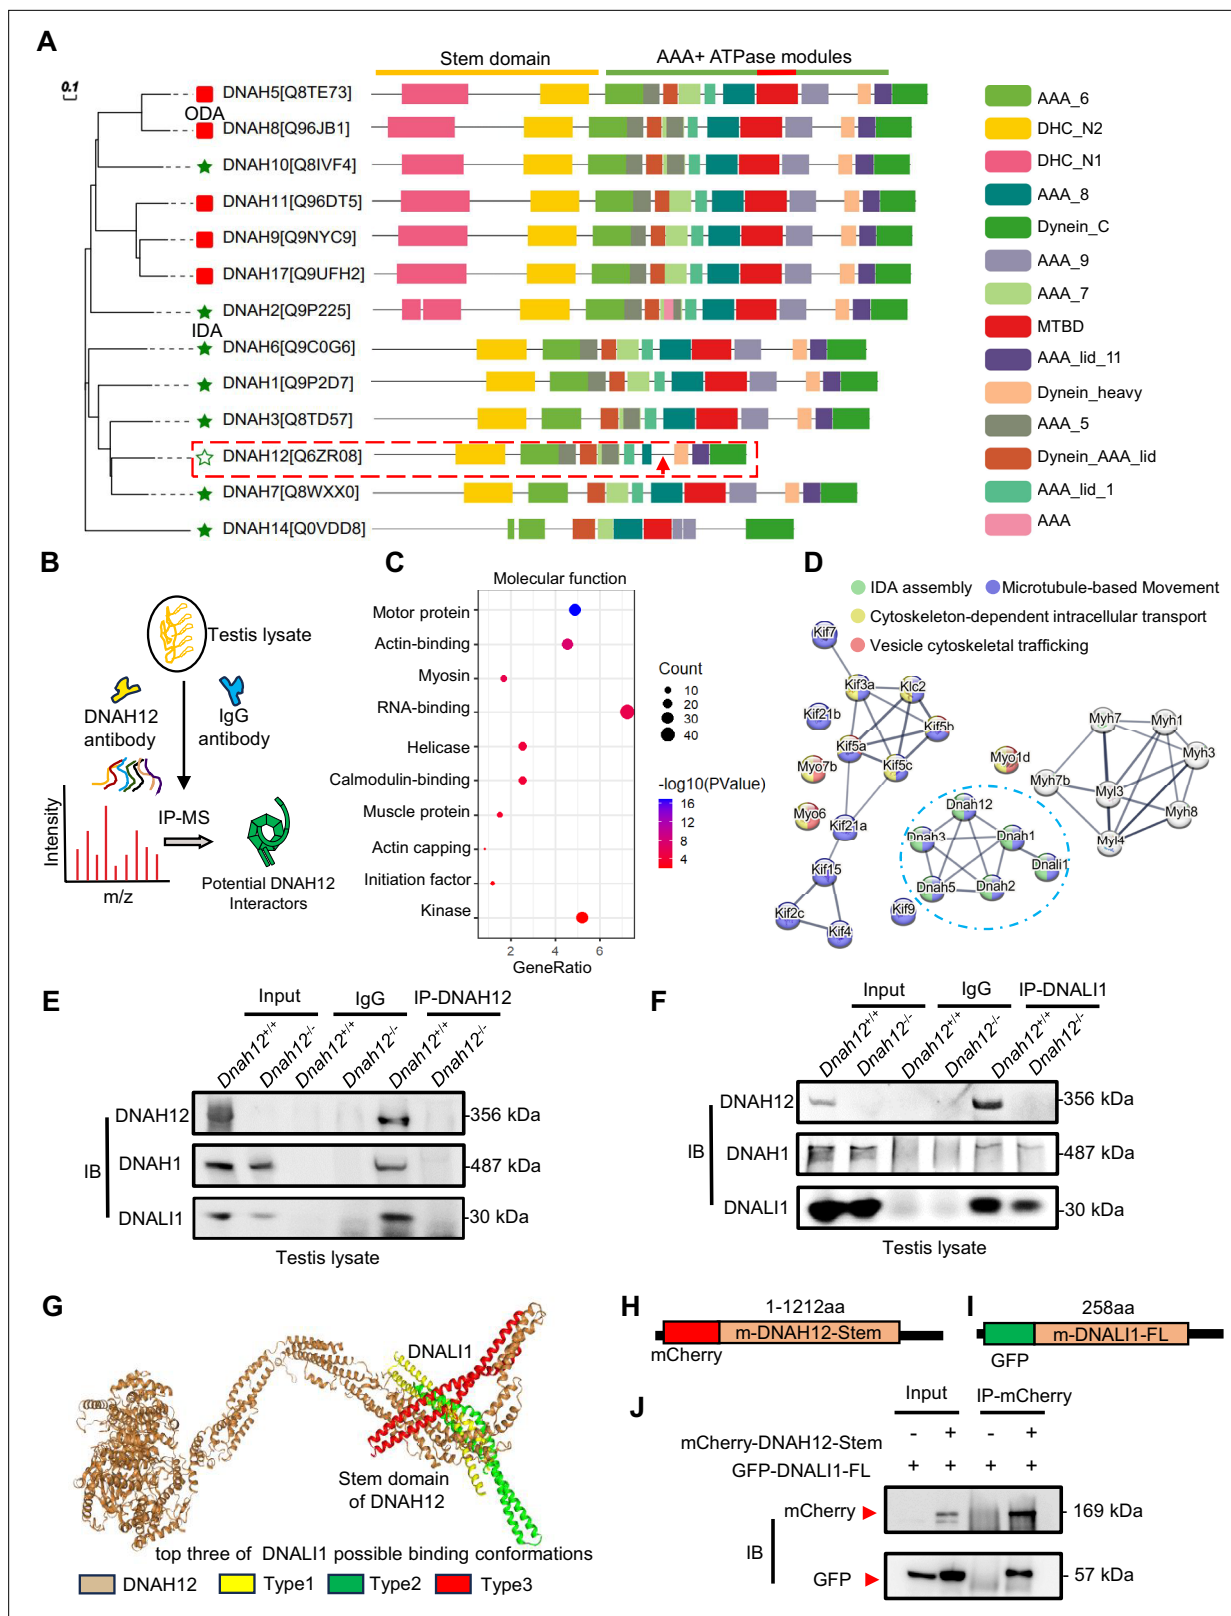 A
Stem domain
AAA+ ATPase modules
0.1
DNAH5[Q8TE73]
ODA
DNAH8[Q96JB1]
DNAH10[Q8IVF4]
DNAH11[Q96DT5]
DNAH9[Q9NYC9]
DNAH17[Q9UFH2]
DNAH2[Q9P225]
IDA
DNAH6[Q9C0G6]
DNAH1[Q9P2D7]
DNAH3[Q8TD57]
DNAH12[Q6ZR08]
DNAH7[Q8WXX0]
DNAH14[Q0VDD8]
AAA_6
DHC_N2
DHC_N1
AAA_8
Dynein_C
AAA_9
AAA_7
MTBD
AAA_lid_11
Dynein_heavy
AAA_5
Dynein_AAA_lid
AAA_lid_1
AAA
B
Testis lysate
DNAH12
antibody
IgG
antibody
IP-MS
Intensity
m/z
Potential DNAH12
Interactors
C
Molecular function
Motor protein
Actin-binding
Myosin
RNA-binding
Helicase
Calmodulin-binding
Muscle protein
Actin capping
Initiation factor
Kinase
2 4 6
GeneRatio
Count
10
20
30
40
-log10(PValue)
16
12
8
4
D
IDA assembly
Microtubule-based Movement
Cytoskeleton-dependent intracellular transport
Vesicle cytoskeletal trafficking
Kif7
Kif3a
Klc2
Kif21b
Kif5b
Kif5a
Myo7b
Kif5c
Myo6
Kif21a
Kif15
Kif2c
Kif4
Kif9
Myo1d
Dnah12
Dnah3
Dnah1
Dnali1
Dnah5
Dnah2
Myh7
Myh1
Myh3
Myh7b
Myl3
Myh8
Myl4
E
Input IgG IP-DNAH12
Dnah12+/+ Dnah12-/- Dnah12+/+ Dnah12-/- Dnah12+/+ Dnah12-/-
IB
DNAH12 356 kDa
DNAH1 487 kDa
DNALI1 30 kDa
Testis lysate
F
Input IgG IP-DNALI1
Dnah12+/+ Dnah12-/- Dnah12+/+ Dnah12-/- Dnah12+/+ Dnah12-/-
IB
DNAH12 356 kDa
DNAH1 487 kDa
DNALI1 30 kDa
Testis lysate
G
DNALI1
Stem domain
of DNAH12
top three of DNALI1 possible binding conformations
DNAH12 Type1 Type2 Type3
H
1-1212aa
m-DNAH12-Stem
mCherry
I
258aa
m-DNALI1-FL
GFP
J
Input IP-mCherry
mCherry-DNAH12-Stem - + - +
GFP-DNALI1-FL + + + +
IB
mCherry 169 kDa
GFP 57 kDa